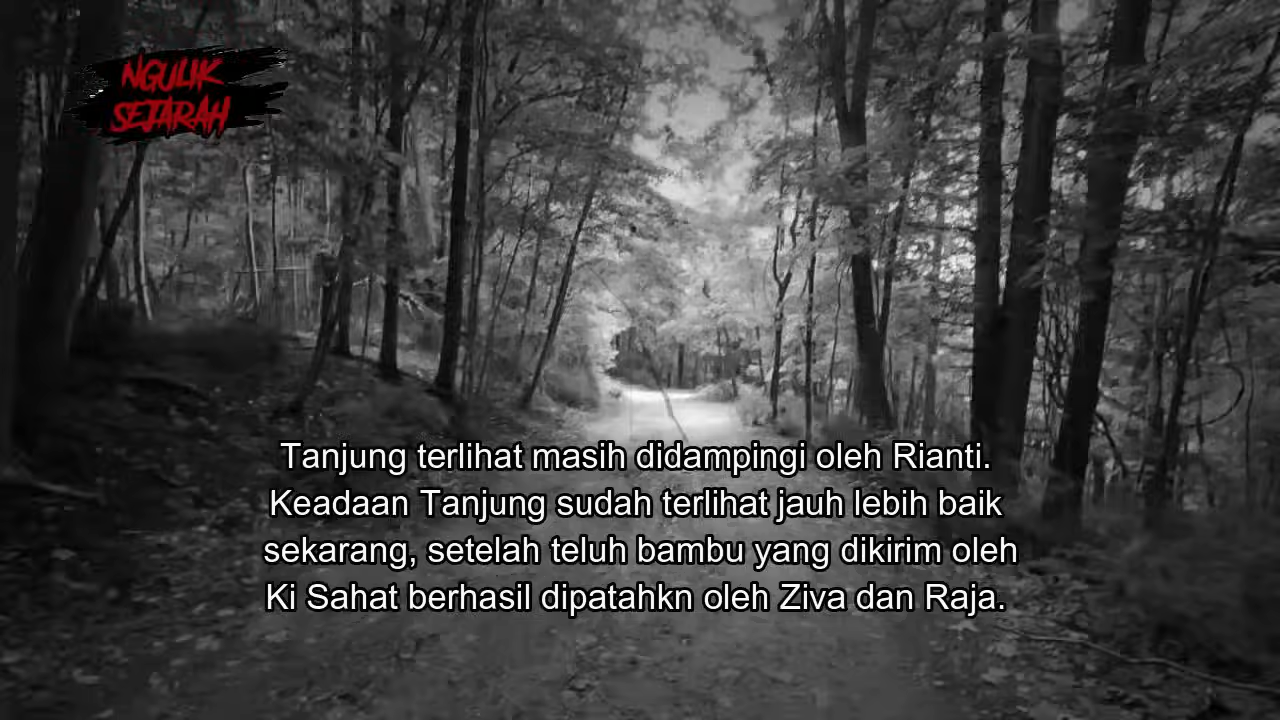 NGULIK
SEJARAH
Tanjung terlihat masih didampingi oleh Rianti.
Keadaan Tanjung sudah terlihat jauh lebih baik
sekarang, setelah teluh bambu yang dikirim oleh
Ki Sahat berhasil dipatahkn oleh Ziva dan Raja.